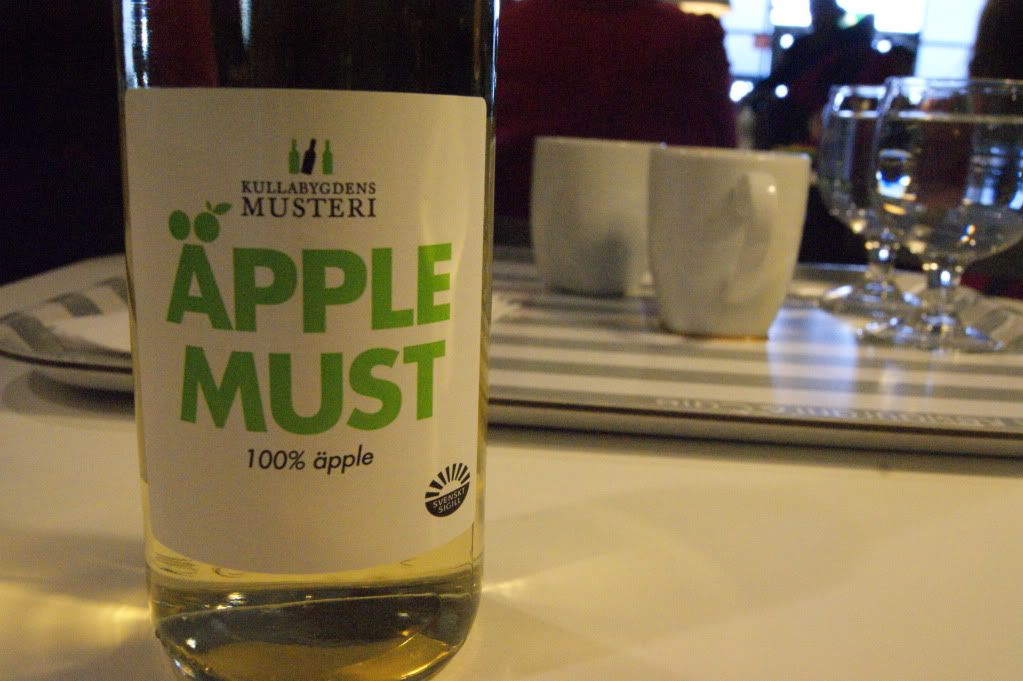 KULLABYGDENS
MUSTERI
ÄPPLE
MUST
100% äpple
SVENSKT
SIGILL